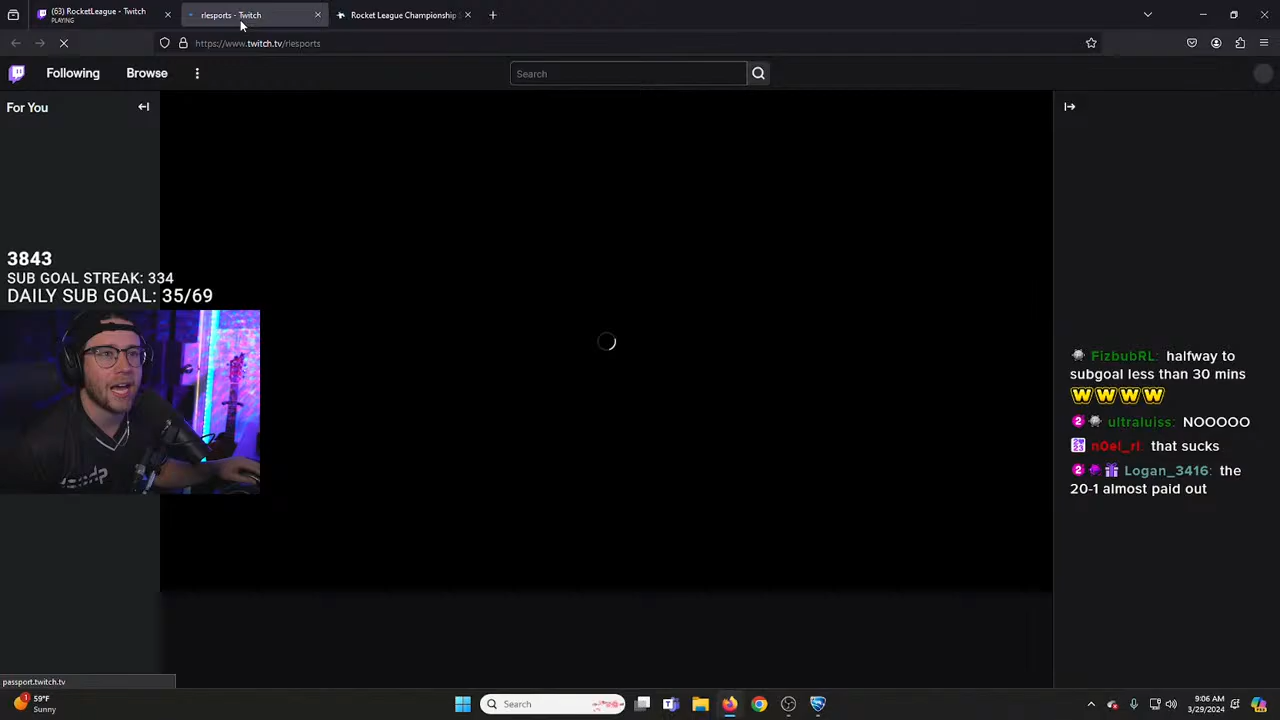 (63) RocketLeague - Twitch
PLAYING
rlesports - Twitch
Rocket League Championship
https://www.twitch.tv/rlesports
Following
Browse
Search
For You
3843
SUB GOAL STREAK: 334
DAILY SUB GOAL: 35/69
FizbubRL: halfway to
subgoal less than 30 mins
W W W W
2 ultraluiss: NOOOOO
n0el_rl: that sucks
2 Logan_3416: the
20-1 almost paid out
passport.twitch.tv
1
59°F
Sunny
Search
9:06 AM
3/29/2024